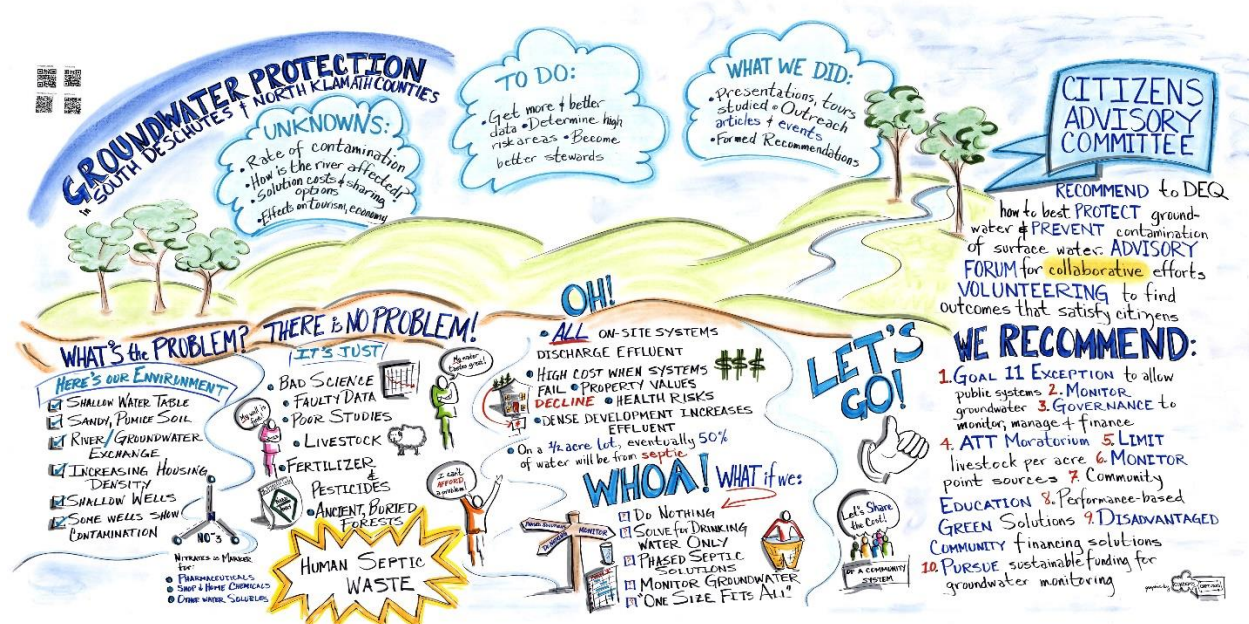 GROUNDWATER PROTECTION
in SOUTH DESCHUTES & NORTH KLAMATH COUNTIES
UNKNOWNS:
• Rate of contamination
• How is the river affected?
• Solution costs & sharing
options
• Effects on tourism, economy
TO DO:
• Get more & better
data • Determine high
risk areas • Become
better stewards
WHAT WE DID:
• Presentations, tours,
studied • Outreach
articles & events
• Formed Recommendations
CITIZENS
ADVISORY
COMMITTEE
RECOMMEND to DEQ
how to best PROTECT ground-
water & PREVENT contamination
of surface water. ADVISORY
FORUM for collaborative efforts
VOLUNTEERING to find
outcomes that satisfy citizens
WHAT'S the PROBLEM?
HERE'S OUR ENVIRONMENT
SHALLOW WATER TABLE
SANDY, PUMICE SOIL
RIVER/GROUNDWATER
EXCHANGE
INCREASING HOUSING
DENSITY
SHALLOW WELLS
SOME WELLS SHOW
CONTAMINATION
N
NO-3
NITRATES IS MARKER
for:
• PHARMACEUTICALS
• SHOP & HOME CHEMICALS
• OTHER WATER SOLUBLES
THERE is NO PROBLEM!
IT'S JUST
• BAD SCIENCE
• FAULTY DATA
• POOR STUDIES
• LIVESTOCK
• FERTILIZER
&
PESTICIDES
• ANCIENT, BURIED
FORESTS
My water
tastes great!
I can't
AFFORD
a problem!
HUMAN SEPTIC
WASTE
OH!
• ALL ON-SITE SYSTEMS
DISCHARGE EFFLUENT
• HIGH COST WHEN SYSTEMS
FAIL • PROPERTY VALUES
DECLINE • HEALTH RISKS
• DENSE DEVELOPMENT INCREASES
EFFLUENT
• On a ½ acre lot, eventually 50%
of water will be from septic
$$$
WHOA! WHAT if we:
DO NOTHING
SOLVE for DRINKING
WATER ONLY
PHASED SEPTIC
SOLUTIONS
MONITOR GROUNDWATER
"ONE SIZE FITS ALL"
PHASED SOLUTIONS
MONITOR
DO NOTHING
LET'S
GO!
Let's Share
the Cost!
OF A COMMUNITY
SYSTEM
WE RECOMMEND:
1. GOAL 11 EXCEPTION to allow
public systems 2. MONITOR
groundwater 3. GOVERNANCE to
monitor, manage & finance
4. ATT MORATORIUM 5. LIMIT
livestock per acre 6. MONITOR
point sources 7. Community
EDUCATION 8. Performance-based
GREEN Solutions 9. DISADVANTAGED
COMMUNITY financing solutions
10. PURSUE sustainable funding for
groundwater monitoring